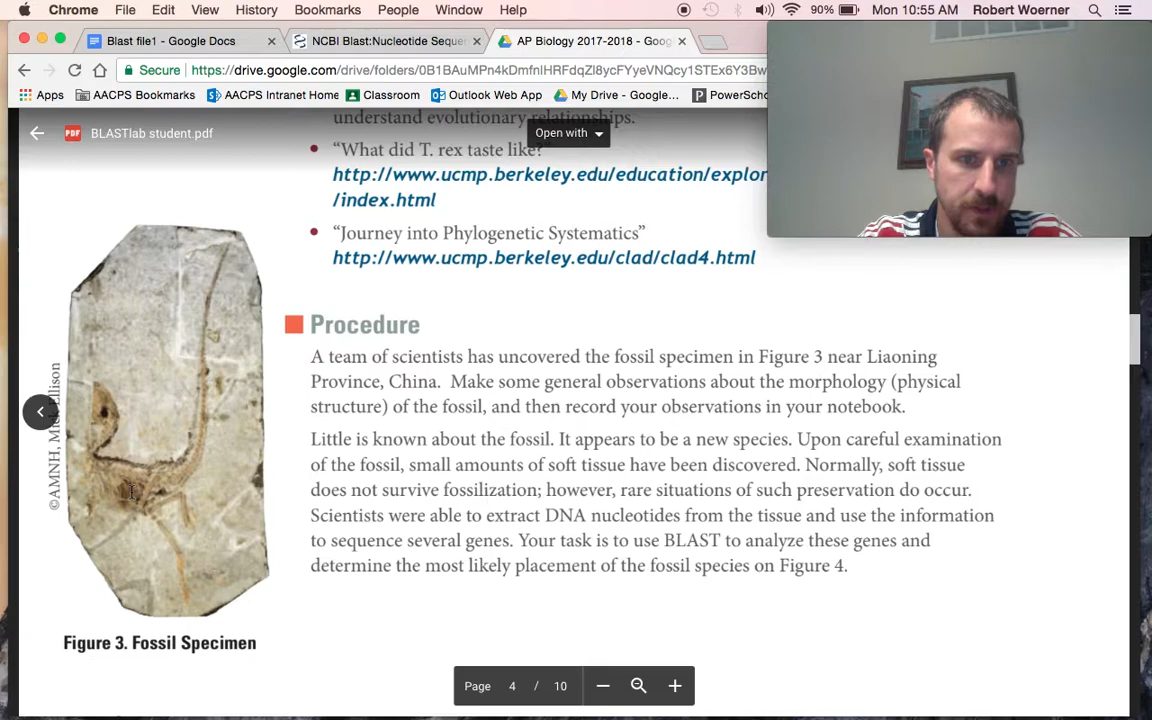 Chrome File Edit View History Bookmarks People Window Help 90% Mon 10:55 AM Robert Woerner
Blast file1 - Google Docs NCBI Blast:Nucleotide Seque AP Biology 2017-2018 - Goog
Secure https://drive.google.com/drive/folders/0B1BAuMPn4kDmfnlHRFdqZl8ycFYyeVNQcy1STEx6Y3Bw
Apps AACPS Bookmarks AACPS Intranet Home Classroom Outlook Web App My Drive - Google... PowerScho
understand evolutionary relationships.
PDF BLASTlab student.pdf Open with
• "What did T. rex taste like?"
http://www.ucmp.berkeley.edu/education/explor
/index.html
• "Journey into Phylogenetic Systematics"
http://www.ucmp.berkeley.edu/clad/clad4.html
Procedure
A team of scientists has uncovered the fossil specimen in Figure 3 near Liaoning
Province, China. Make some general observations about the morphology (physical
structure) of the fossil, and then record your observations in your notebook.
Little is known about the fossil. It appears to be a new species. Upon careful examination
of the fossil, small amounts of soft tissue have been discovered. Normally, soft tissue
does not survive fossilization; however, rare situations of such preservation do occur.
Scientists were able to extract DNA nucleotides from the tissue and use the information
to sequence several genes. Your task is to use BLAST to analyze these genes and
determine the most likely placement of the fossil species on Figure 4.
©AMNH, Mick Ellison
Figure 3. Fossil Specimen
Page 4 / 10